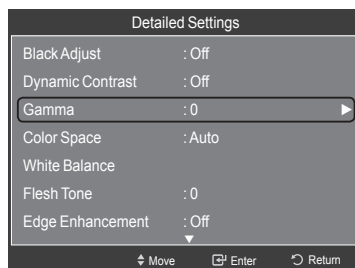 Detailed Settings
Black Adjust : Off
Dynamic Contrast : Off
Gamma : 0
Color Space : Auto
White Balance
Flesh Tone : 0
Edge Enhancement : Off
Move Enter Return